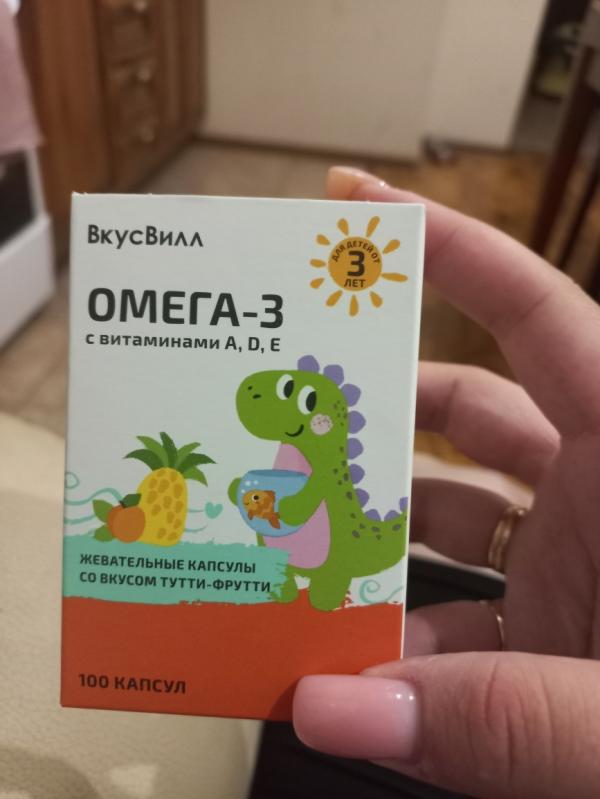 ВкусВилл
ДЛЯ ДЕТЕЙ ОТ
3
ЛЕТ
ОМЕГА-3
с витаминами A, D, E
ЖЕВАТЕЛЬНЫЕ КАПСУЛЫ
СО ВКУСОМ ТУТТИ-ФРУТТИ
100 КАПСУЛ